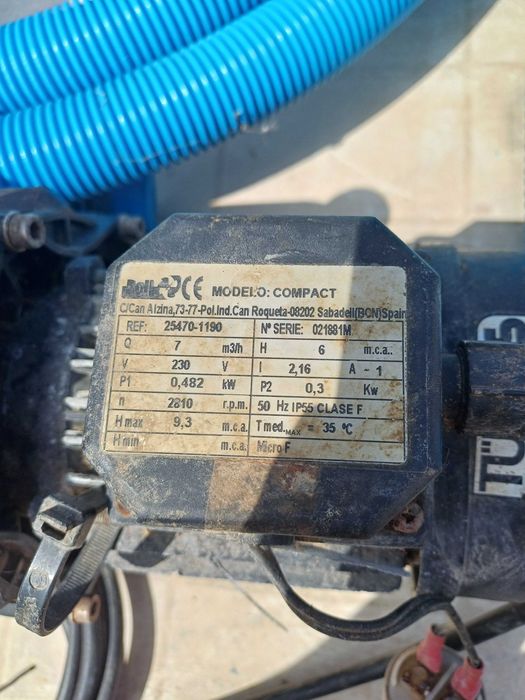 CE MODELO: COMPACT
C/Can Alzina,73-77-Pol.Ind.Can Roqueta-08202 Sabadell(BCN)Spain
REF: 25470-1190 Nº SERIE: 021881M
Q 7 m3/h H 6 m.c.a..
V 230 V I 2,16 A - 1
P1 0,482 kW P2 0,3 Kw
n 2810 r.p.m. 50 Hz IP55 CLASE F
H max 9,3 m.c.a. T med.MAX = 35 ºC
H min m.c.a. Micro F
TÜ